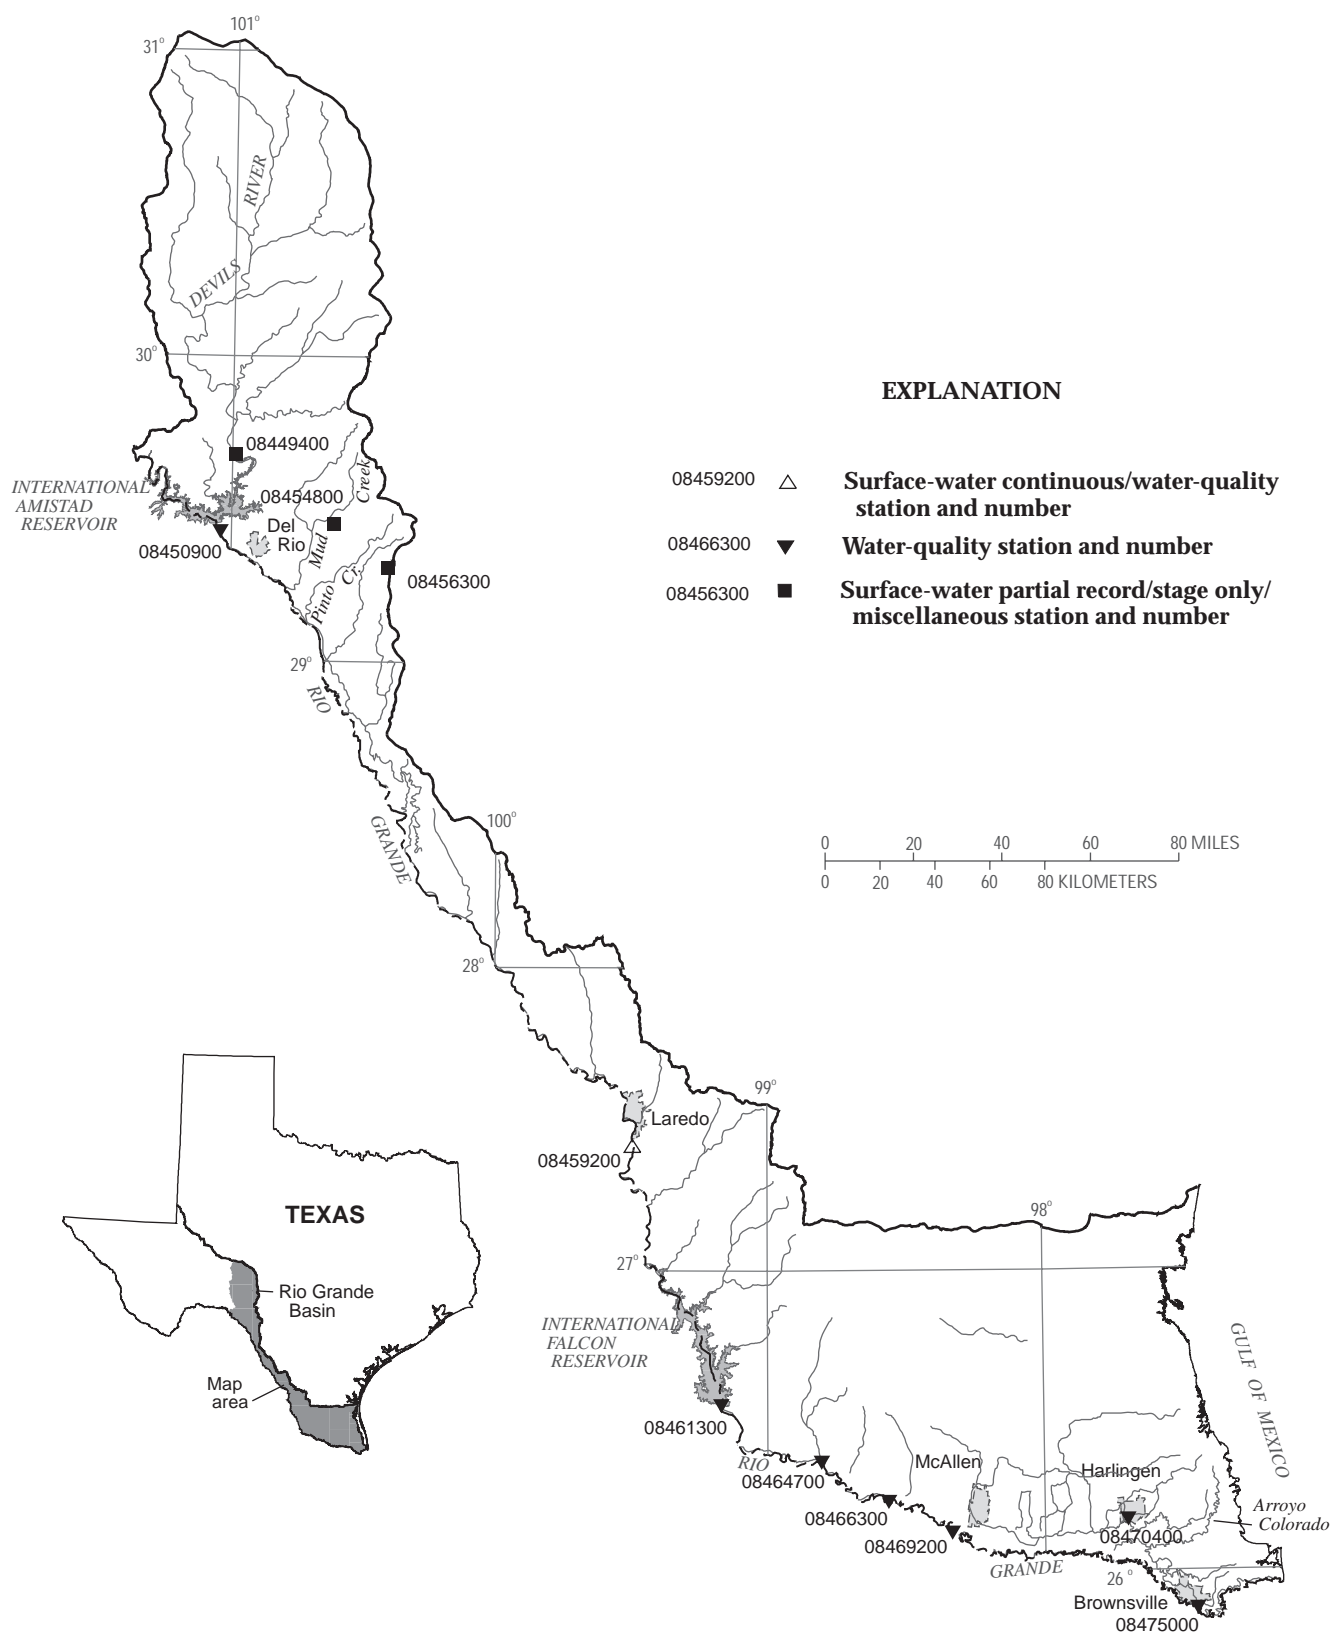 101°
31°
RIVER
DEVILS
30°
08449400
INTERNATIONAL
AMISTAD
RESERVOIR
08454800
Creek
Del
Rio
Mud
08450900
Pinto Cr.
08456300
29°
RIO
GRANDE
100°
28°
EXPLANATION
08459200
Surface-water continuous/water-quality
station and number
08466300
Water-quality station and number
08456300
Surface-water partial record/stage only/
miscellaneous station and number
0 20 40 60 80 MILES
0 20 40 60 80 KILOMETERS
99°
Laredo
08459200
98°
27°
TEXAS
Rio Grande
Basin
Map
area
INTERNATIONAL
FALCON
RESERVOIR
GULF OF MEXICO
08461300
RIO
08464700
McAllen
Harlingen
08466300
08469200
08470400
Arroyo
Colorado
GRANDE
26°
Brownsville
08475000